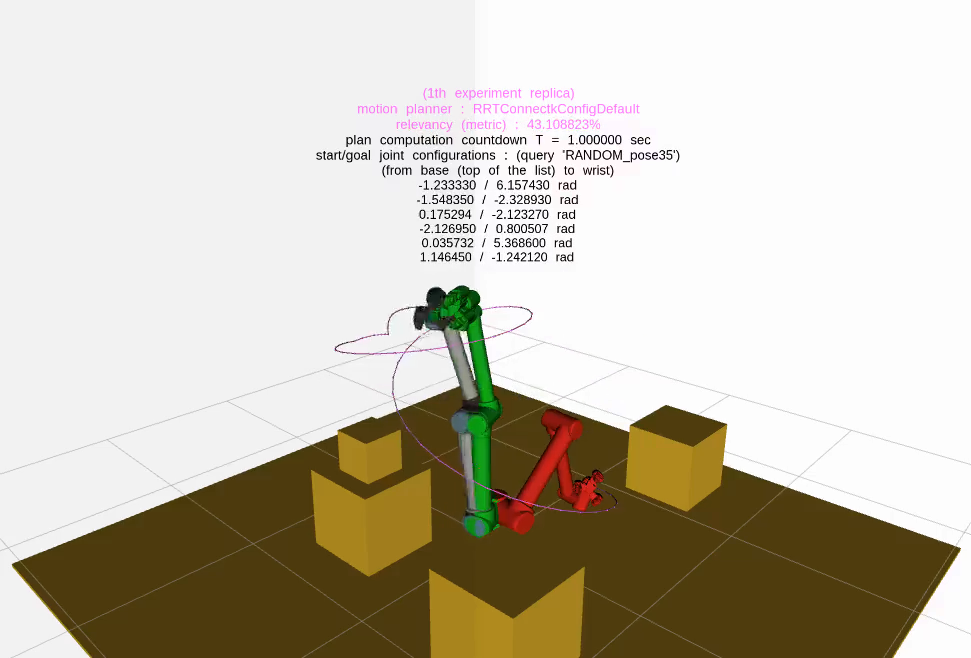 (1th experiment replica)
motion planner : RRTConnectkConfigDefault
relevancy (metric) : 43.108823%
plan computation countdown T = 1.000000 sec
start/goal joint configurations : (query 'RANDOM_pose35')
(from base (top of the list) to wrist)
-1.233330 / 6.157430 rad
-1.548350 / -2.328930 rad
0.175294 / -2.123270 rad
-2.126950 / 0.800507 rad
0.035732 / 5.368600 rad
1.146450 / -1.242120 rad